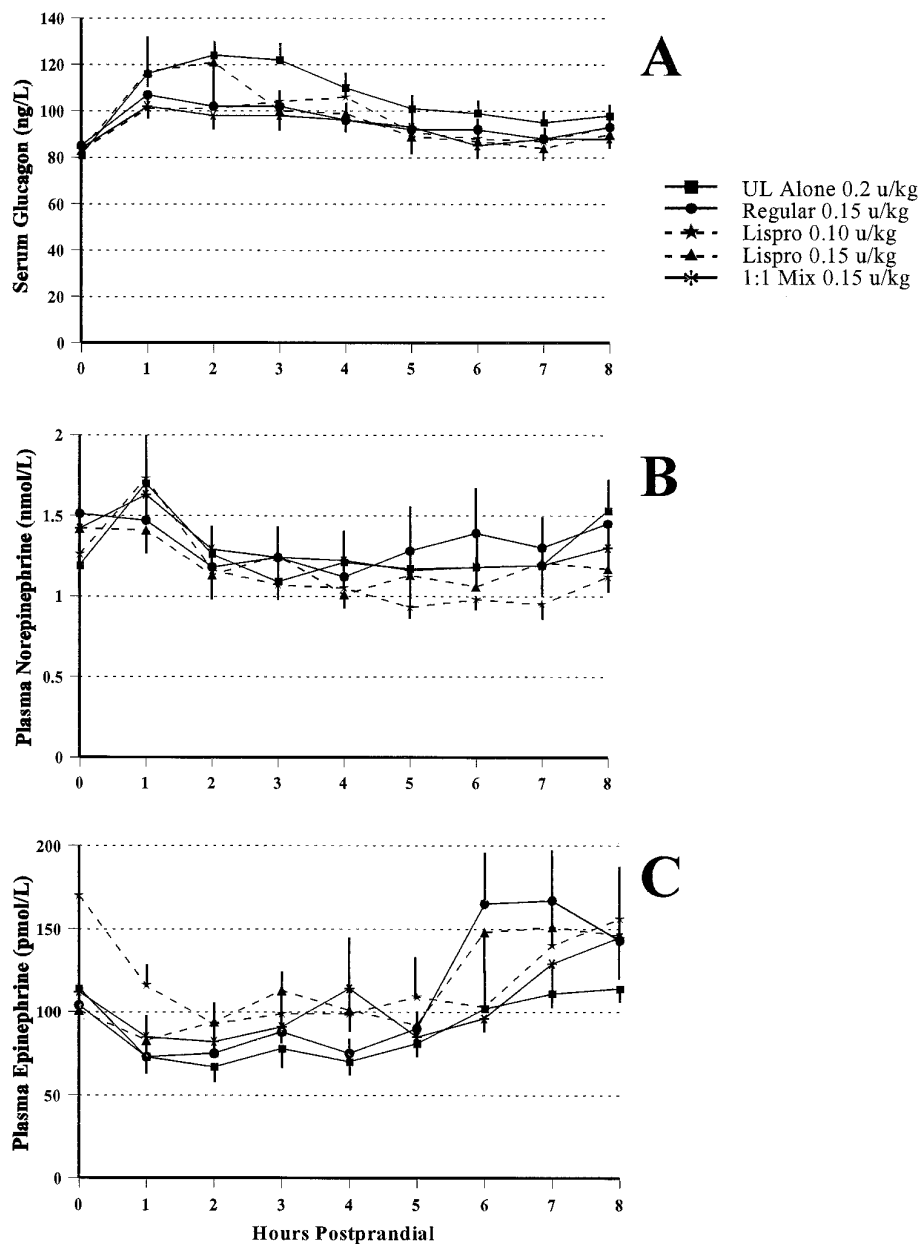 A
Serum Glucagon (ng/L)
140
120
100
80
60
40
20
0
0 1 2 3 4 5 6 7 8
UL Alone 0.2 u/kg
Regular 0.15 u/kg
Lispro 0.10 u/kg
Lispro 0.15 u/kg
1:1 Mix 0.15 u/kg
B
Plasma Norepinephrine (nmol/L)
2
1.5
1
0.5
0
0 1 2 3 4 5 6 7 8
C
Plasma Epinephrine (pmol/L)
200
150
100
50
0
0 1 2 3 4 5 6 7 8
Hours Postprandial